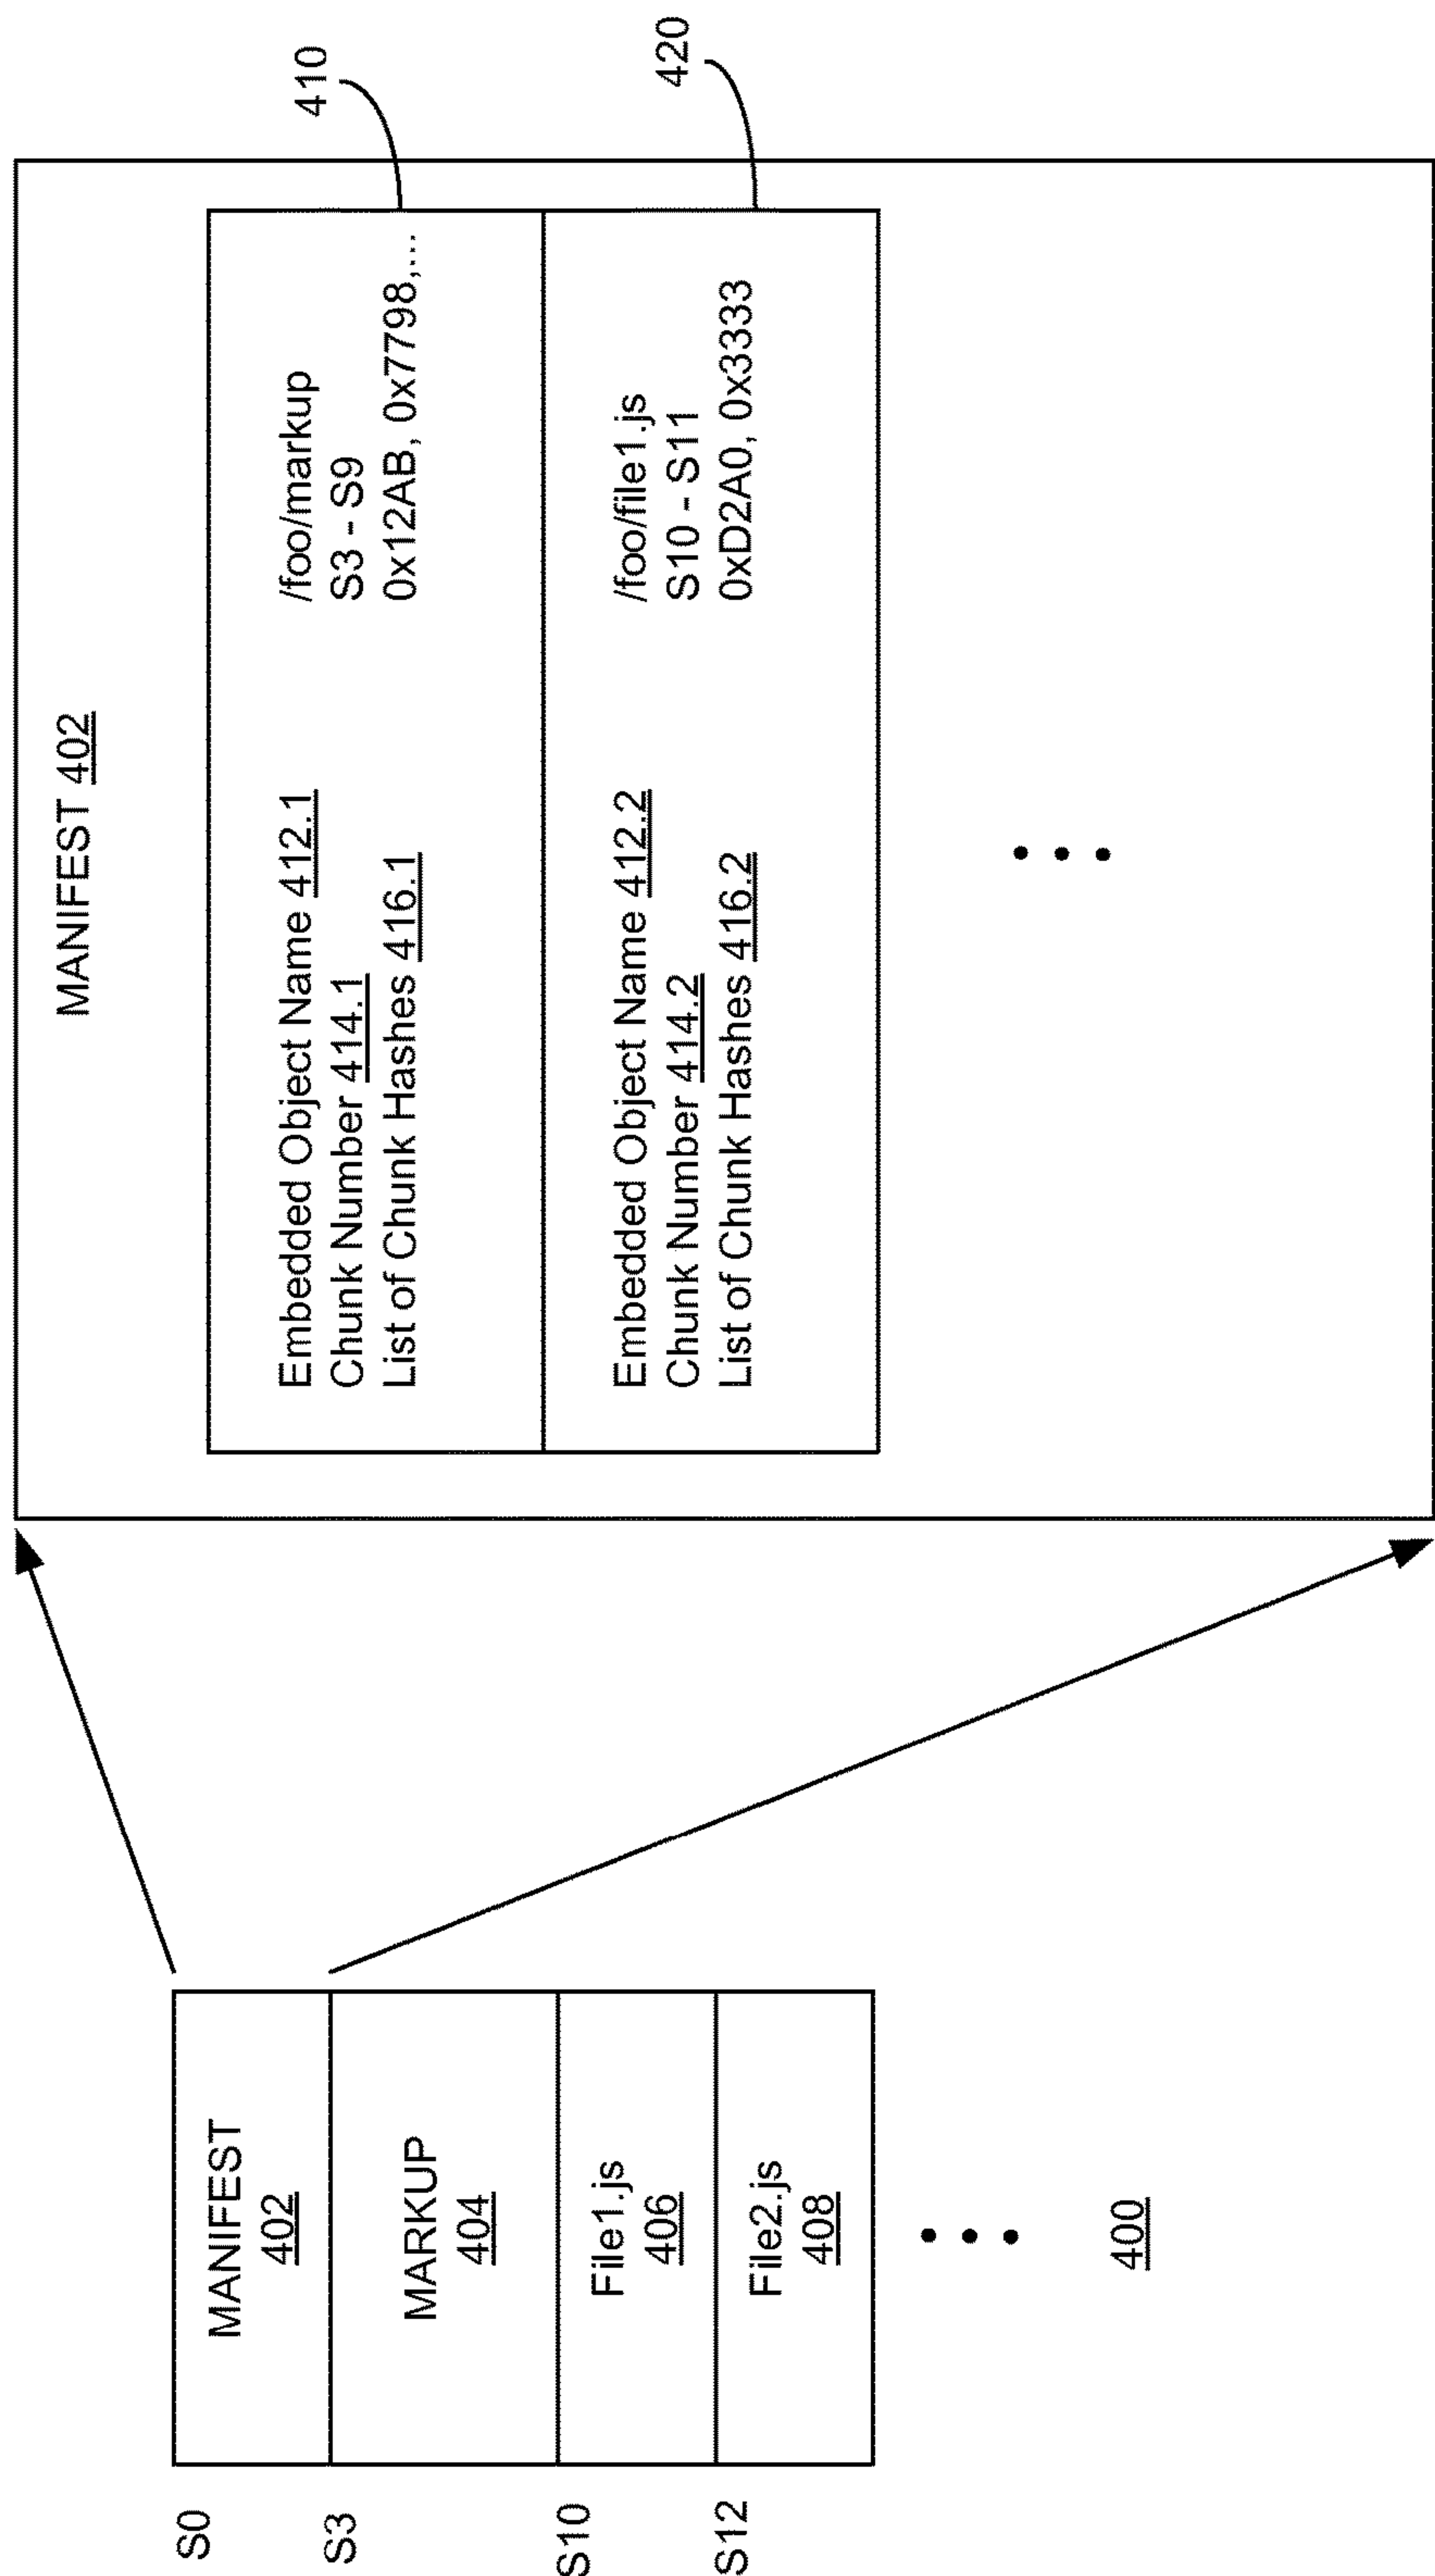 S0
MANIFEST
402
S3
MARKUP
404
S10
File1.js
406
S12
File2.js
408
400
MANIFEST 402
Embedded Object Name 412.1 /foo/markup
Chunk Number 414.1 S3 - S9
List of Chunk Hashes 416.1 0x12AB, 0x7798,...
410
Embedded Object Name 412.2 /foo/file1.js
Chunk Number 414.2 S10 - S11
List of Chunk Hashes 416.2 0xD2A0, 0x3333
420